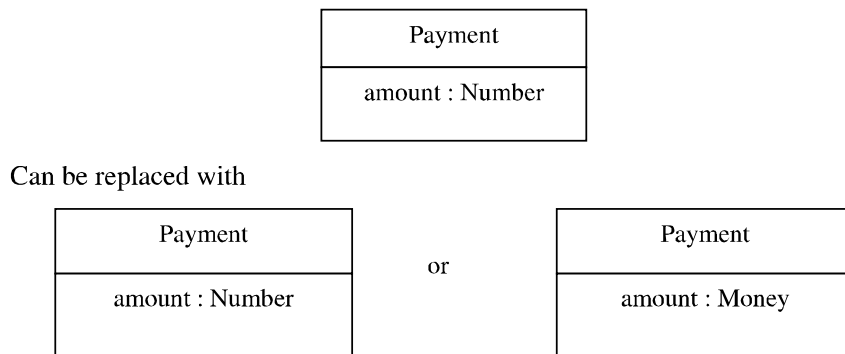 Payment
amount : Number
Can be replaced with
Payment
amount : Number
or
Payment
amount : Money